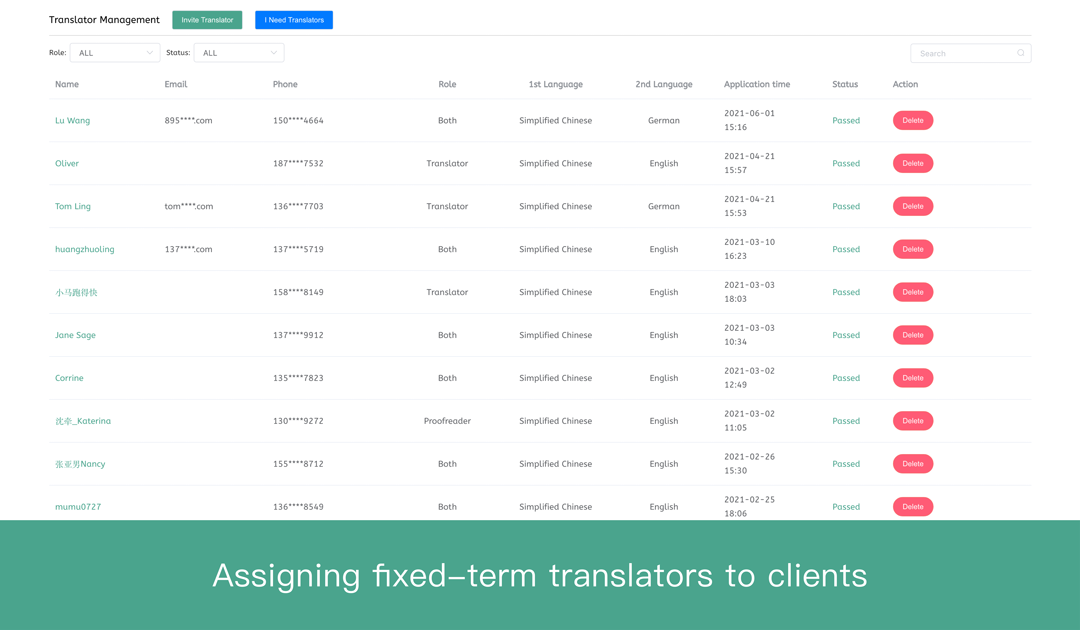 Translator Management Invite Translator I Need Translators
Role: ALL Status: ALL Search
Name Email Phone Role 1st Language 2nd Language Application time Status Action
Lu Wang 895****.com 150****4664 Both Simplified Chinese German 2021-06-01 15:16 Passed Delete
Oliver 187****7532 Translator Simplified Chinese English 2021-04-21 15:57 Passed Delete
Tom Ling tom****.com 136****7703 Translator Simplified Chinese German 2021-04-21 15:53 Passed Delete
huangzhuoling 137****.com 137****5719 Both Simplified Chinese English 2021-03-10 16:23 Passed Delete
小马跑得快 158****8149 Translator Simplified Chinese English 2021-03-03 18:03 Passed Delete
Jane Sage 137****9912 Both Simplified Chinese English 2021-03-03 10:34 Passed Delete
Corrine 135****7823 Both Simplified Chinese English 2021-03-02 12:49 Passed Delete
沈牵_Katerina 130****9272 Proofreader Simplified Chinese English 2021-03-02 11:05 Passed Delete
张亚男Nancy 155****8712 Both Simplified Chinese English 2021-02-26 15:30 Passed Delete
mumu0727 136****8549 Both Simplified Chinese English 2021-02-25 18:06 Passed Delete
Assigning fixed-term translators to clients